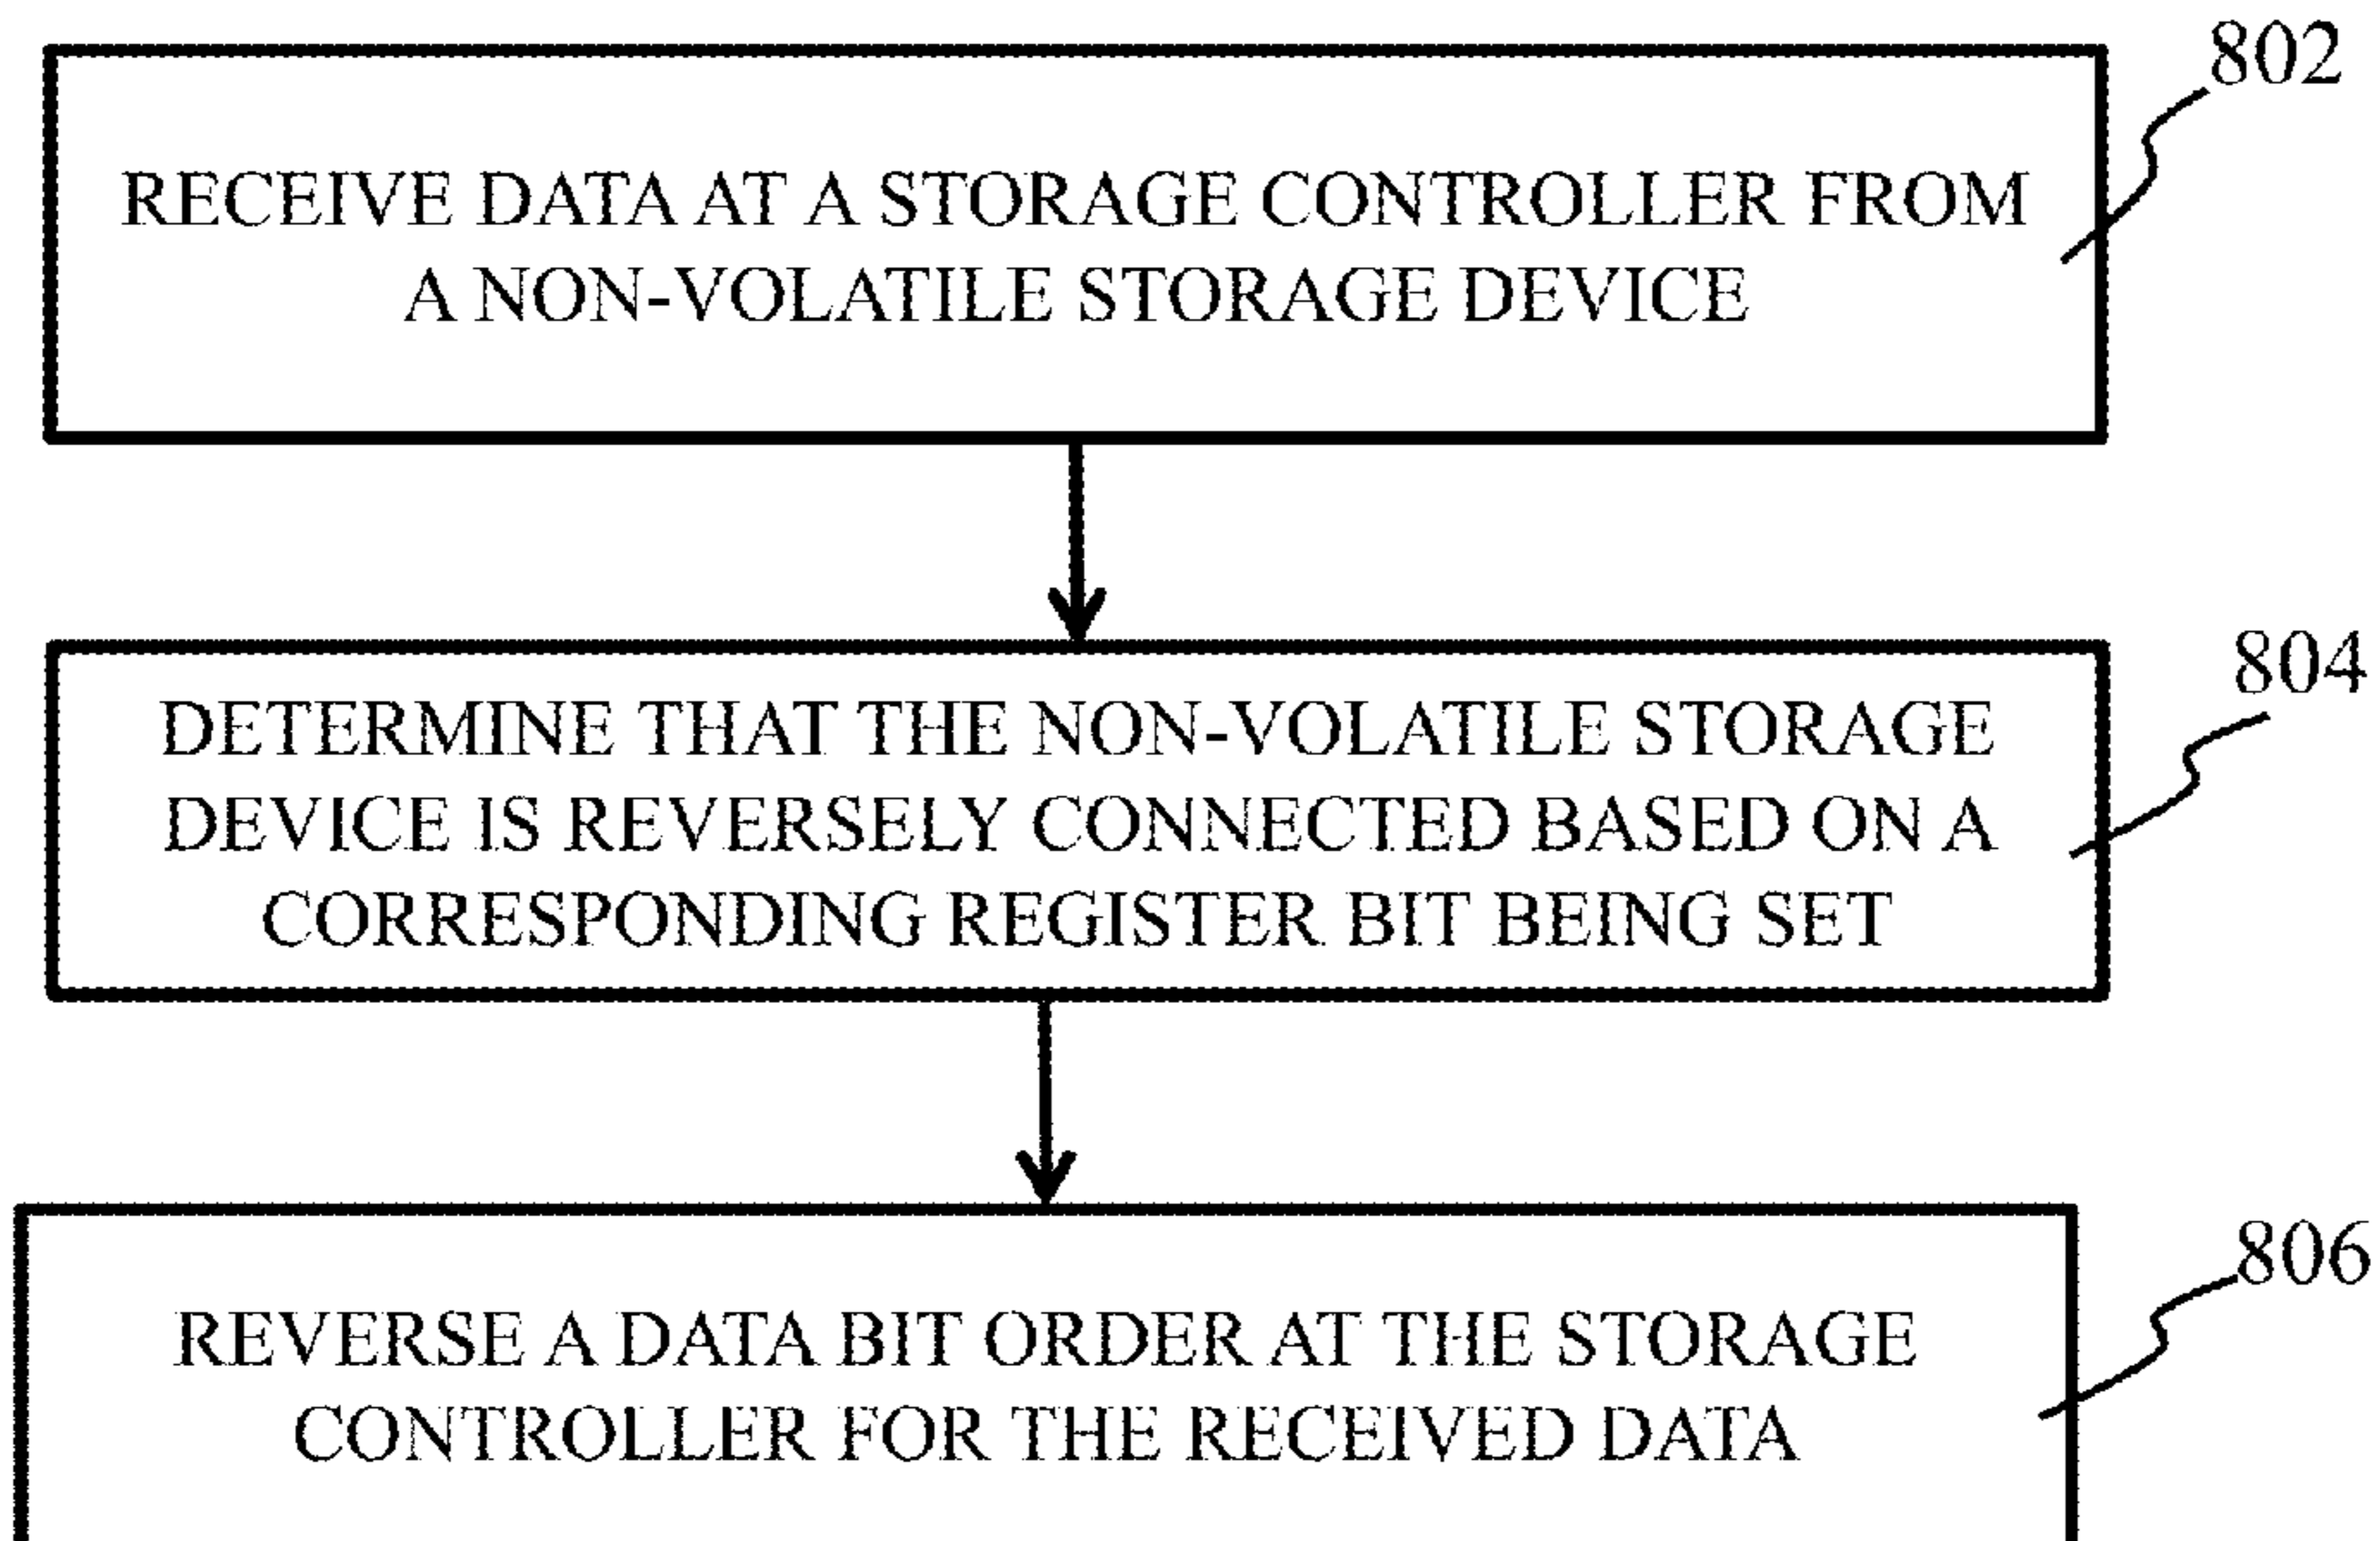 802
RECEIVE DATA AT A STORAGE CONTROLLER FROM
A NON-VOLATILE STORAGE DEVICE
804
DETERMINE THAT THE NON-VOLATILE STORAGE
DEVICE IS REVERSELY CONNECTED BASED ON A
CORRESPONDING REGISTER BIT BEING SET
806
REVERSE A DATA BIT ORDER AT THE STORAGE
CONTROLLER FOR THE RECEIVED DATA